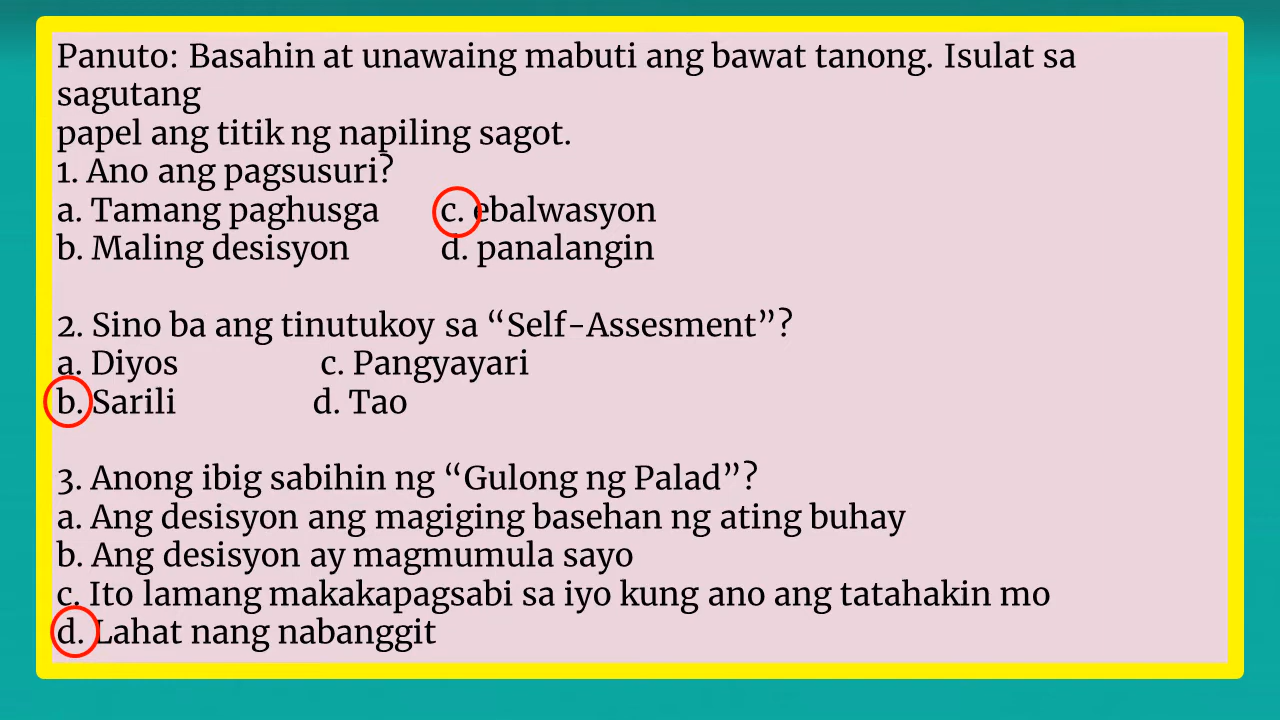 Panuto: Basahin at unawaing mabuti ang bawat tanong. Isulat sa
sagutang
papel ang titik ng napiling sagot.
1. Ano ang pagsusuri?
a. Tamang paghusga c. ebalwasyon
b. Maling desisyon d. panalangin
2. Sino ba ang tinutukoy sa “Self-Assesment”?
a. Diyos c. Pangyayari
b. Sarili d. Tao
3. Anong ibig sabihin ng “Gulong ng Palad”?
a. Ang desisyon ang magiging basehan ng ating buhay
b. Ang desisyon ay magmumula sayo
c. Ito lamang makakapagsabi sa iyo kung ano ang tatahakin mo
d. Lahat nang nabanggit